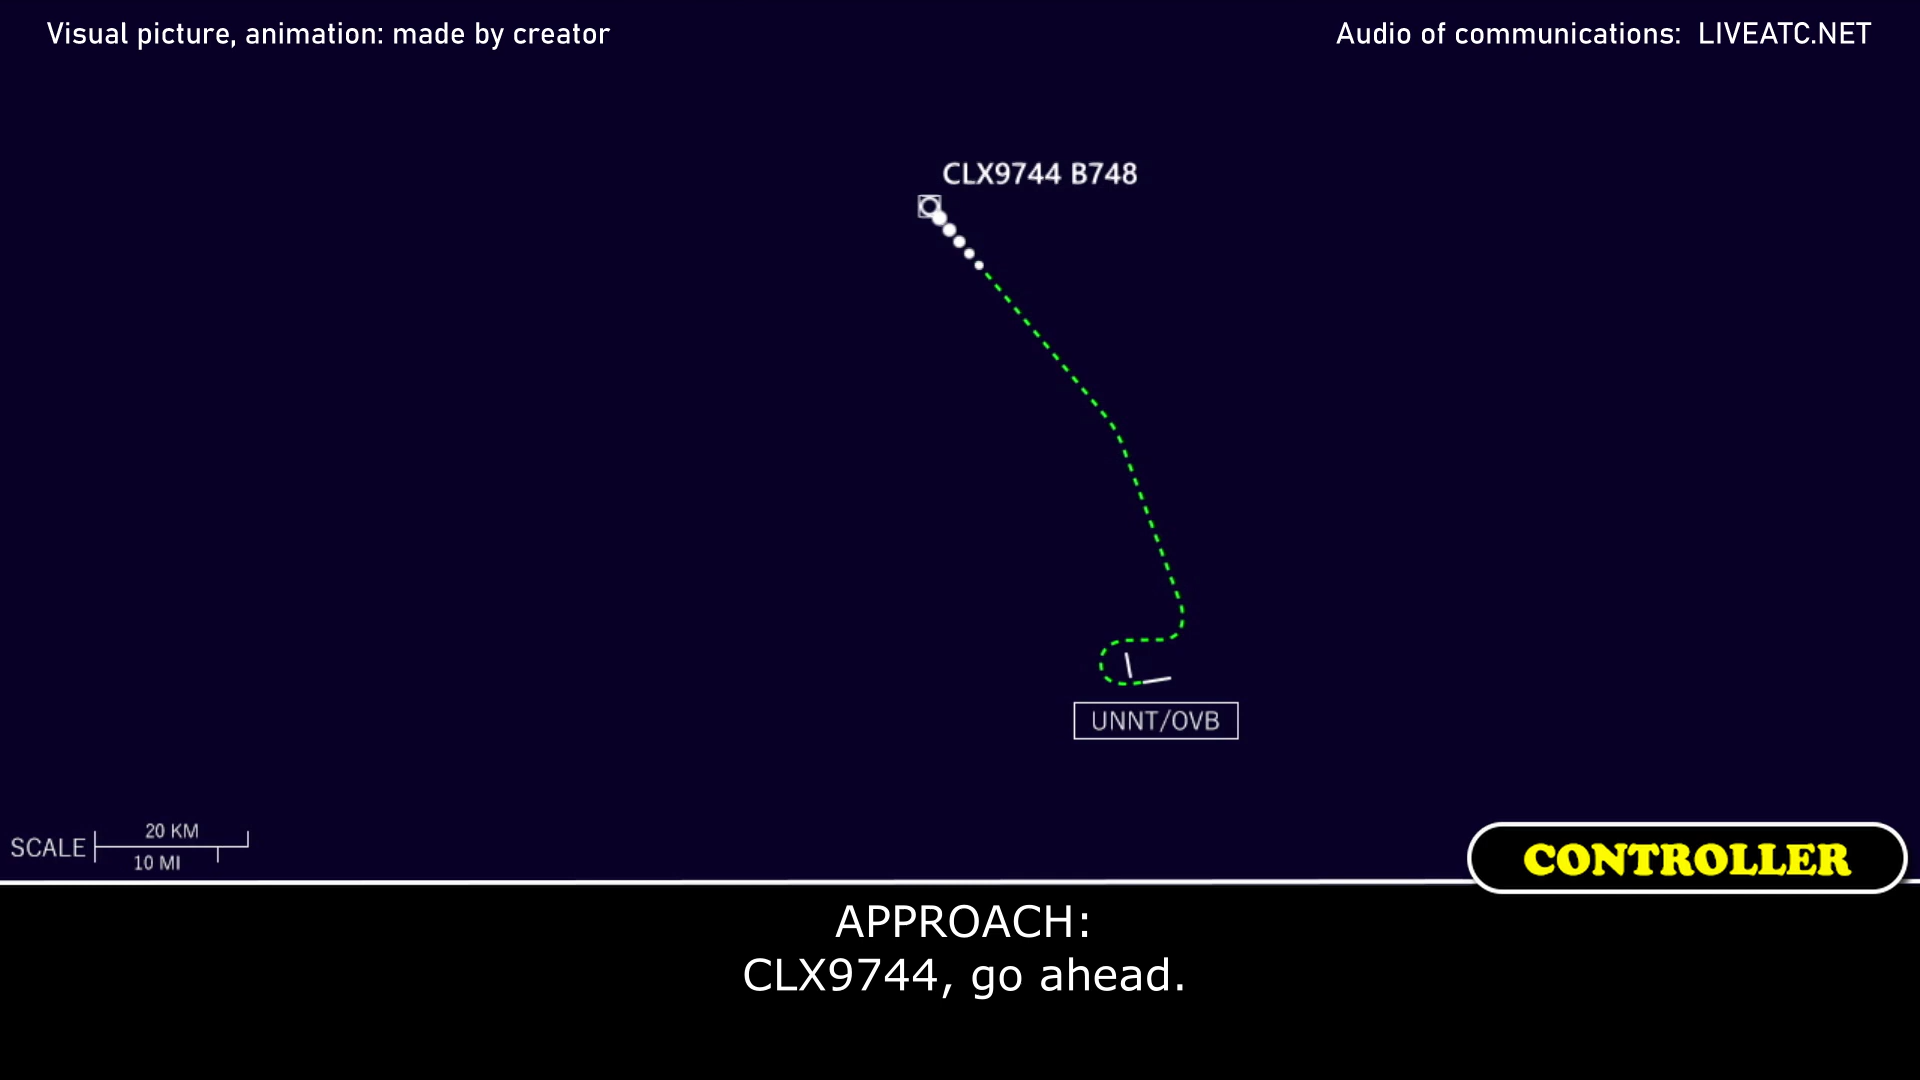 Visual picture, animation: made by creator
Audio of communications: LIVEATC.NET
CLX9744 B748
UNNT/OVB
SCALE
20 KM
10 MI
CONTROLLER
APPROACH:
CLX9744, go ahead.